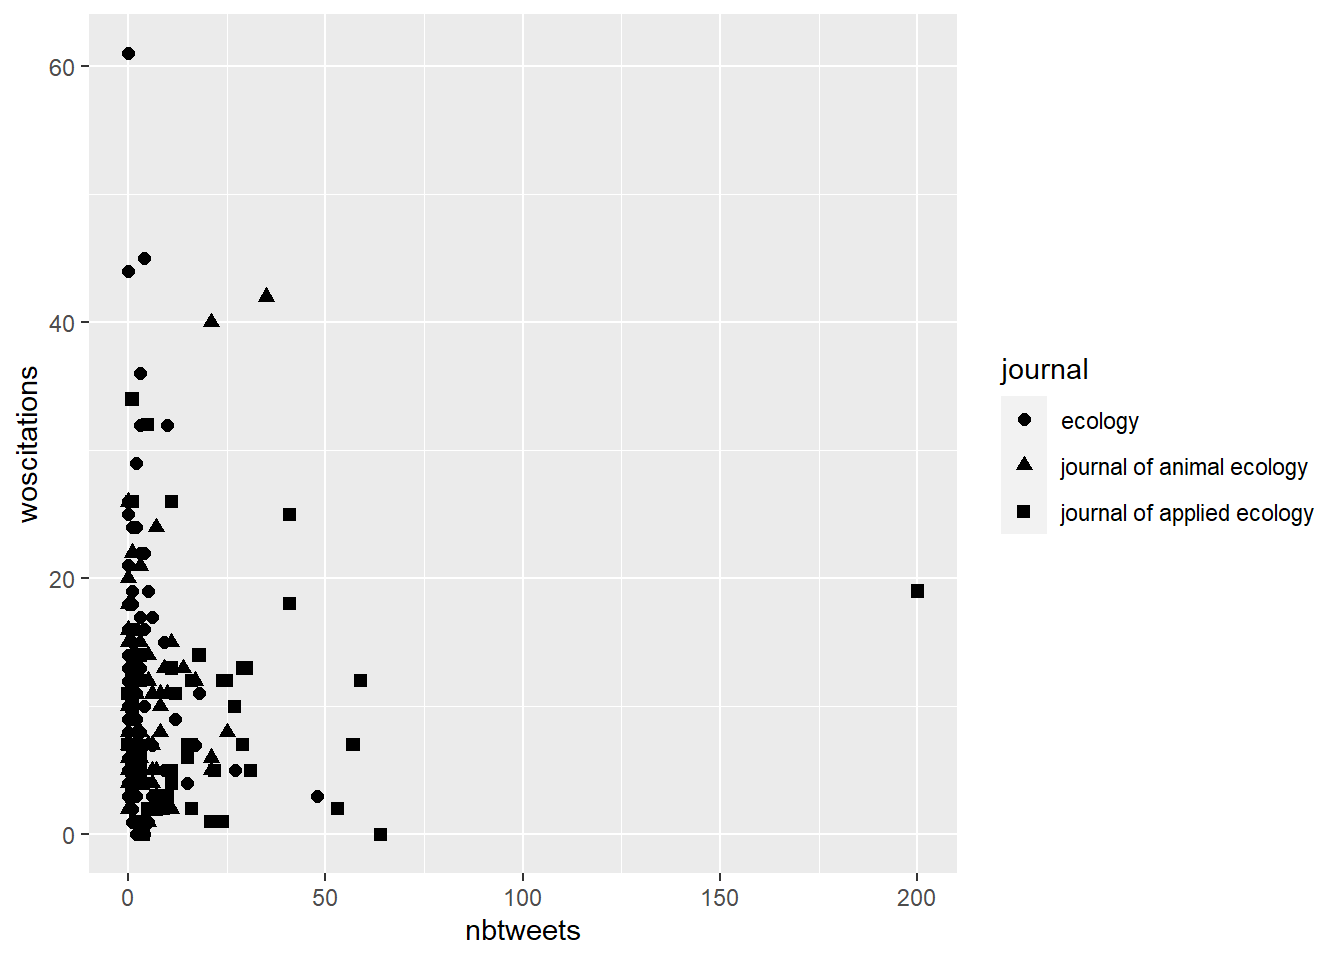 60
40
20
0
woscitations
0
50
100
150
200
nbtweets
journal
ecology
journal of animal ecology
journal of applied ecology